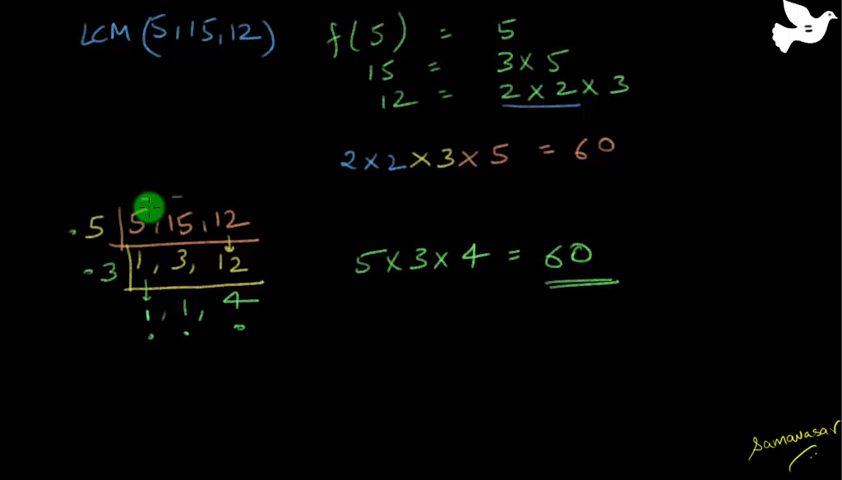 LCM (5,15,12)
f(5) = 5
15 = 3 × 5
12 = 2 × 2 × 3
2 × 2 × 3 × 5 = 60
5 | 5, 15, 12
3 | 1, 3, 12
1, 1, 4
5 × 3 × 4 = 60
Samavasar